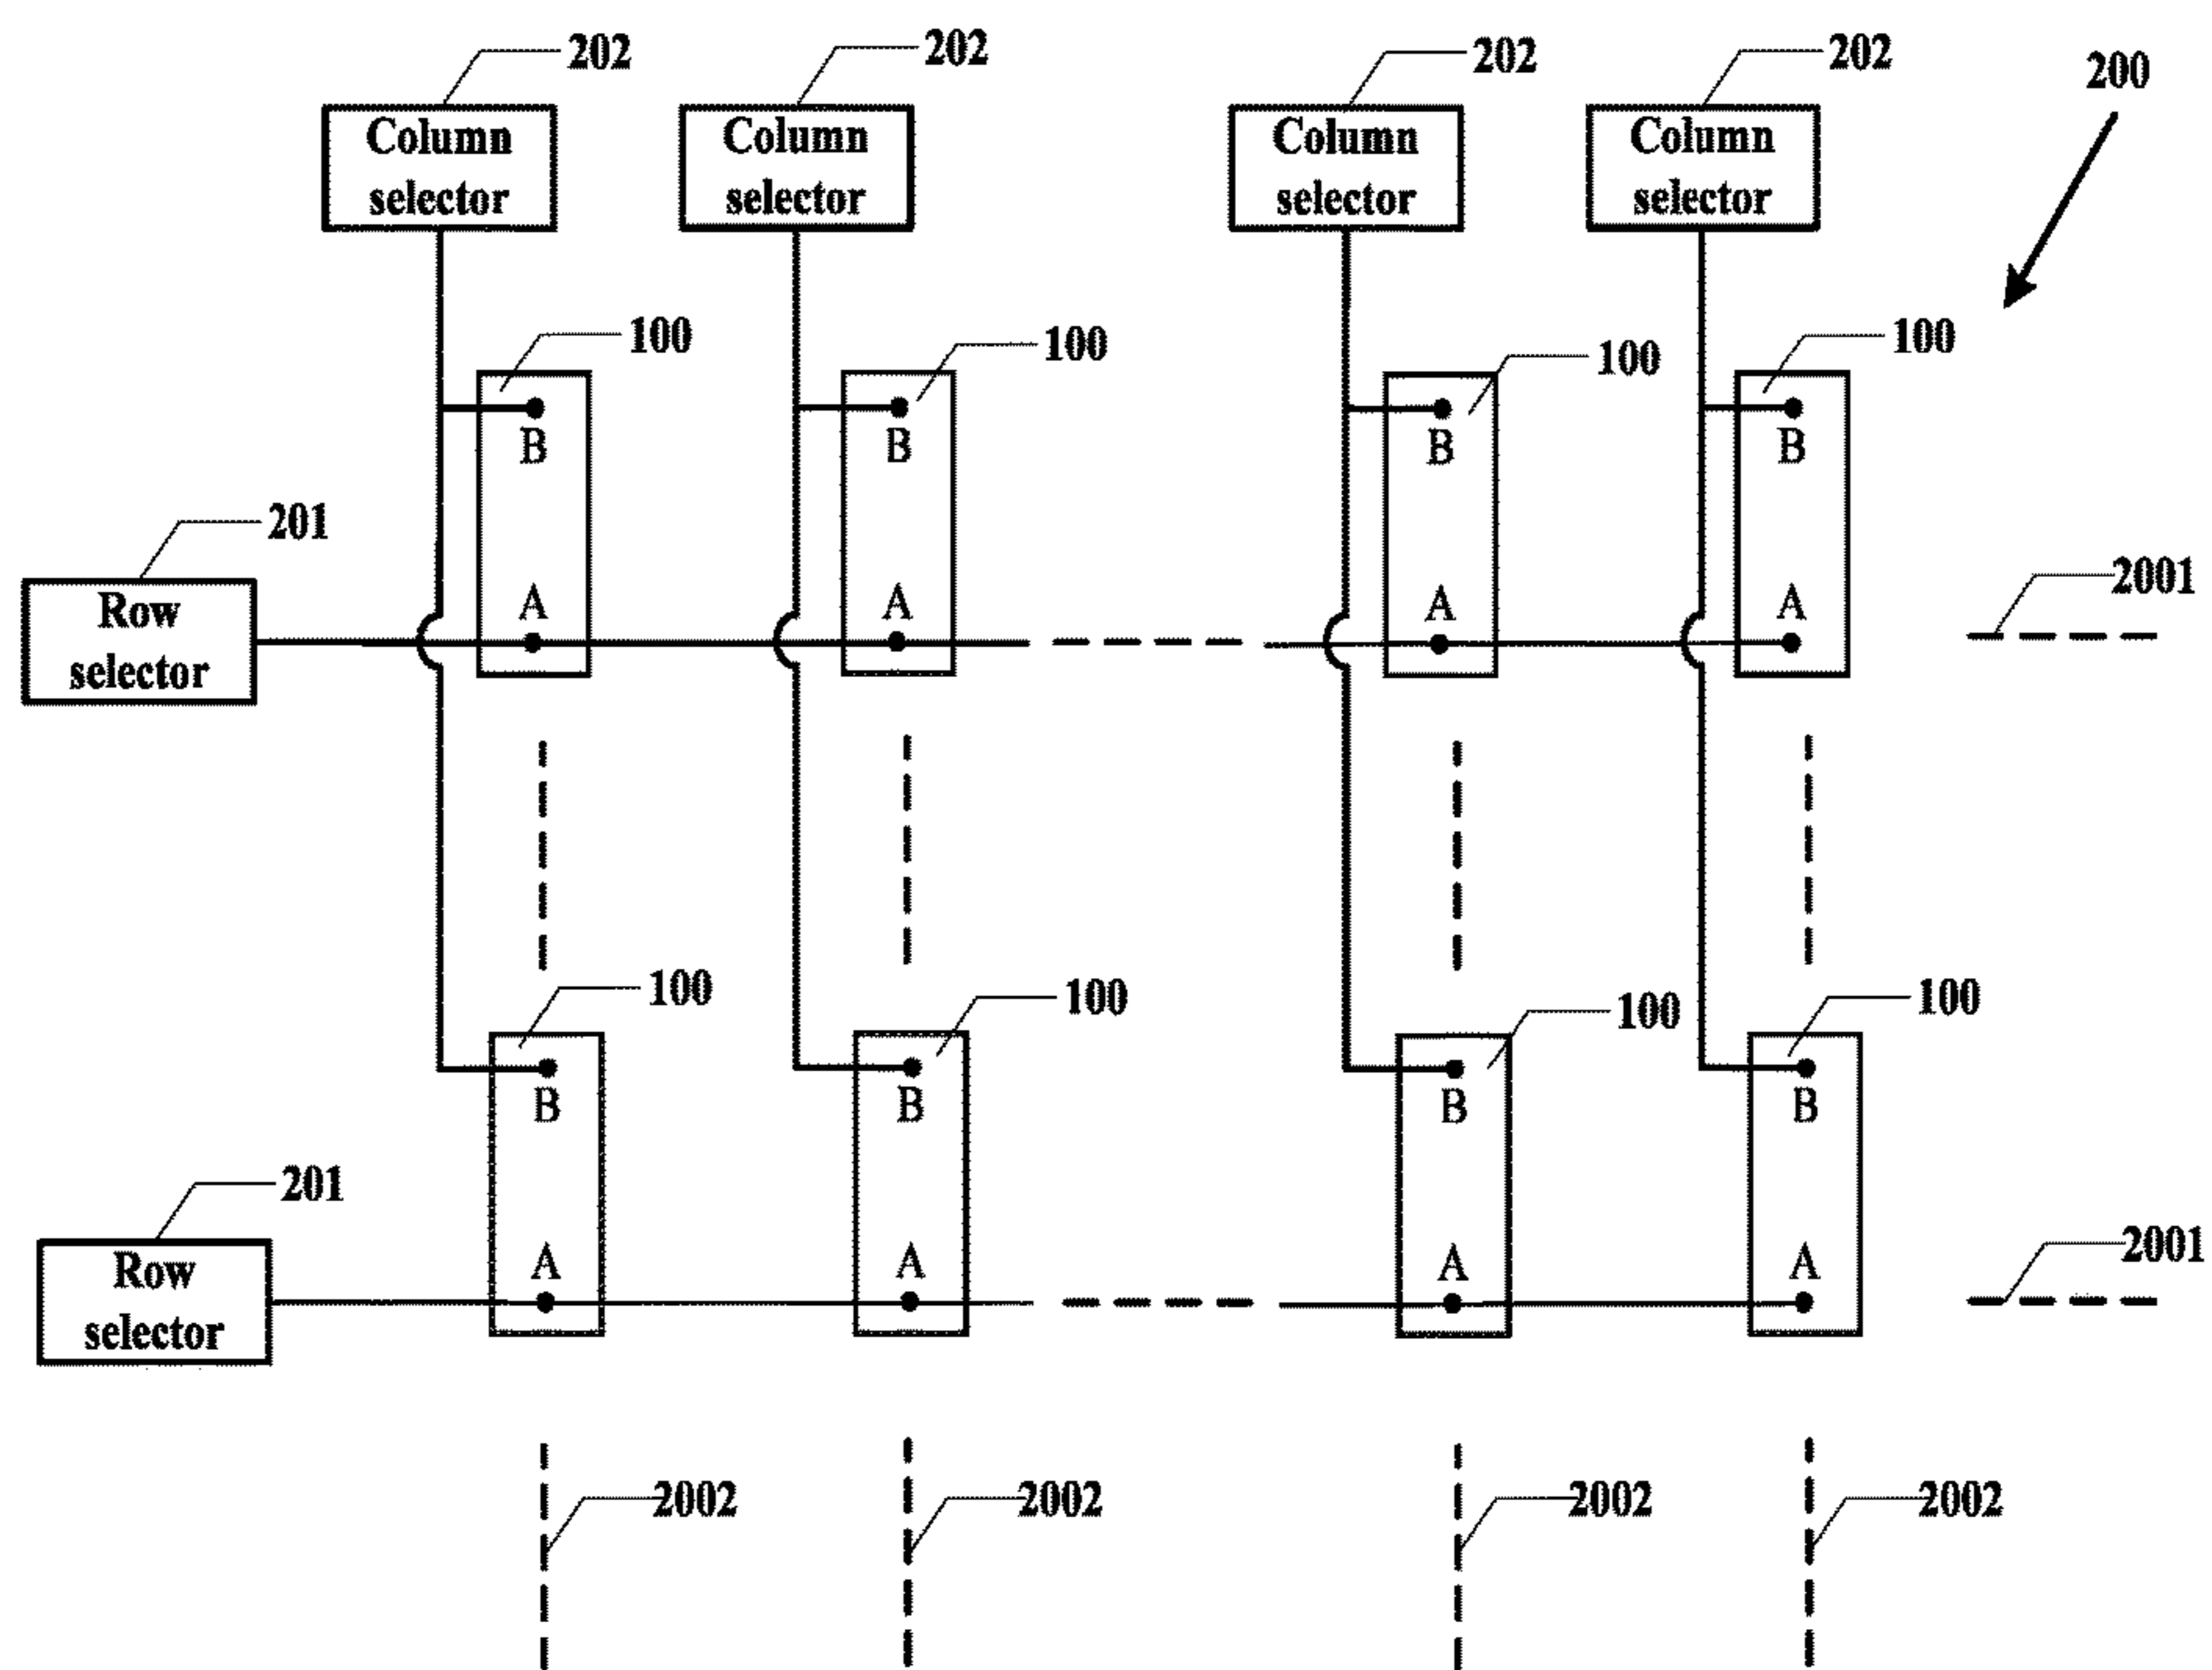 202 202 202 202 200
Column selector
Column selector
Column selector
Column selector
100 100 100 100
B B B B
201
A A A A
2001
Row selector
100 100 100 100
B B B B
201
A A A A
2001
Row selector
2002 2002 2002 2002